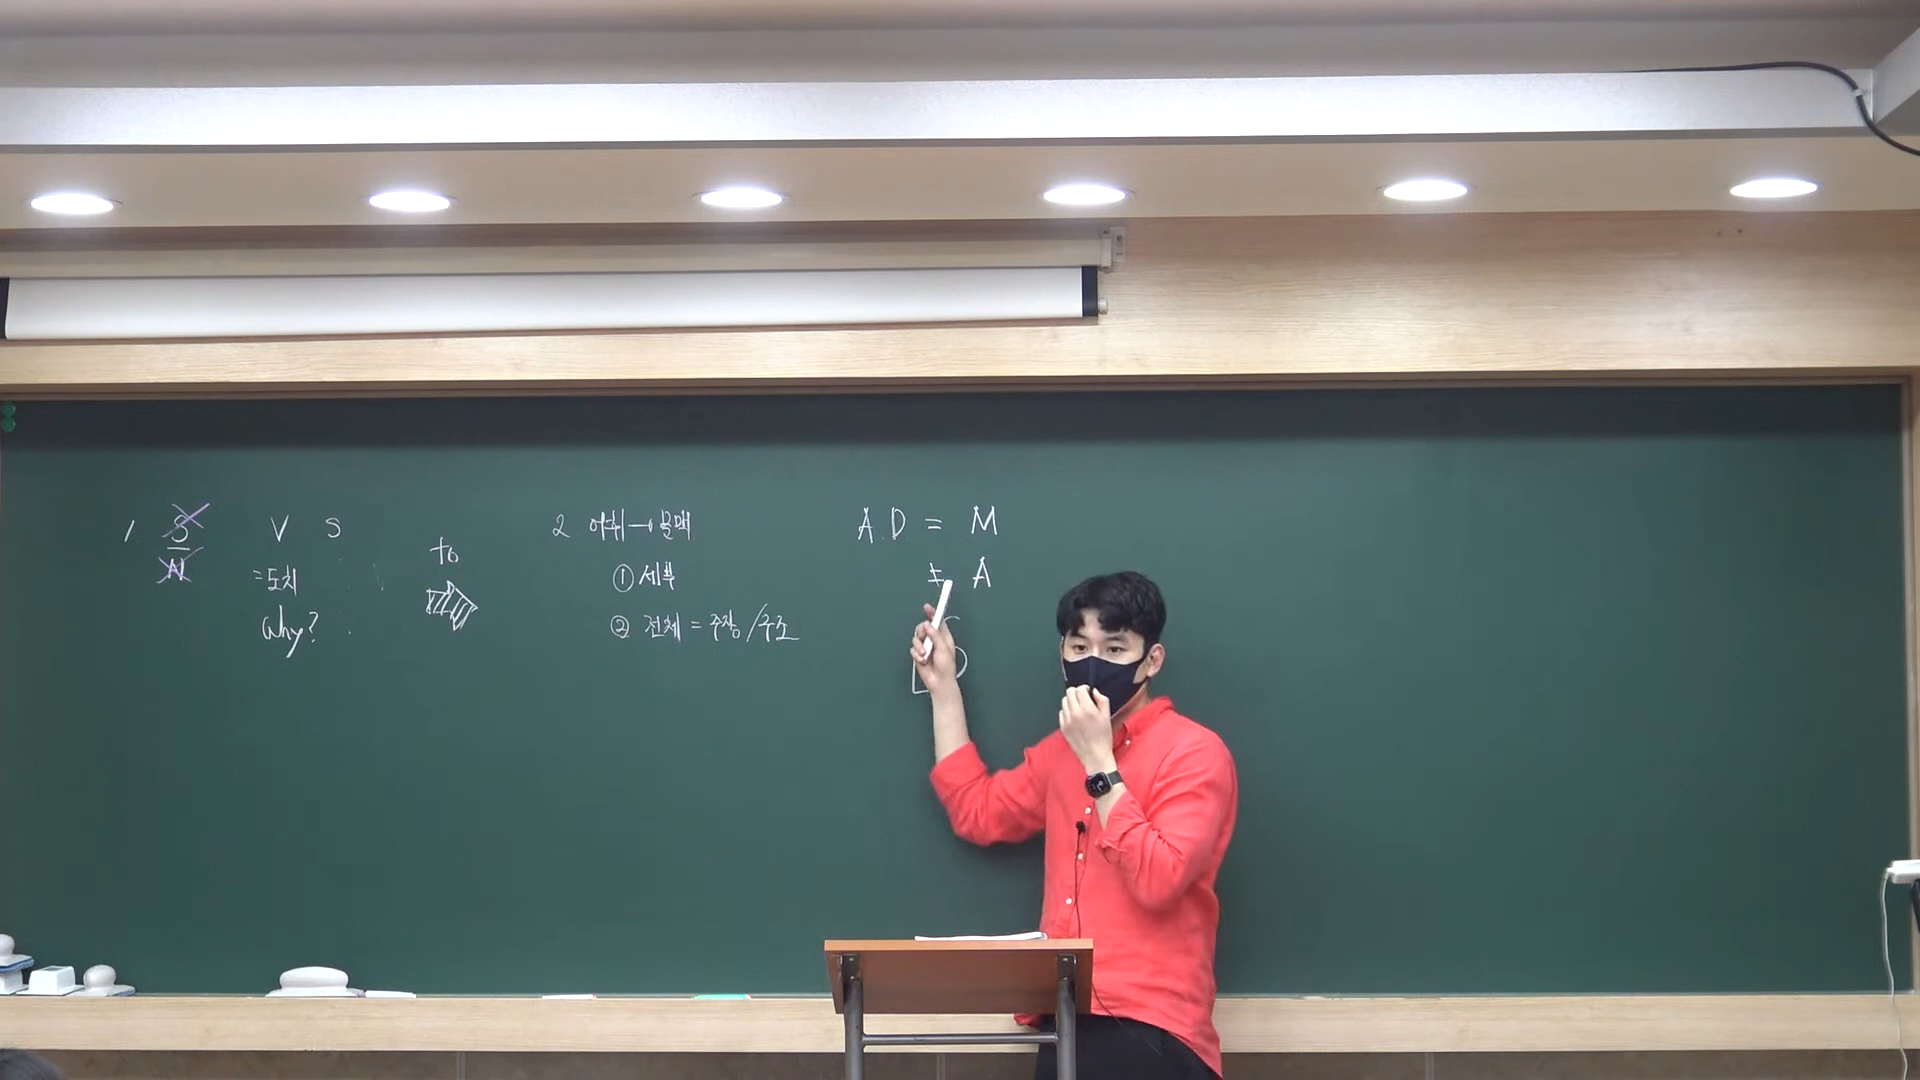 1 S V S
N = 도치
Why?
to
2. 어휘 → 문맥
① 세부
② 전체 = 주장/구조
A.D = M
≠ A